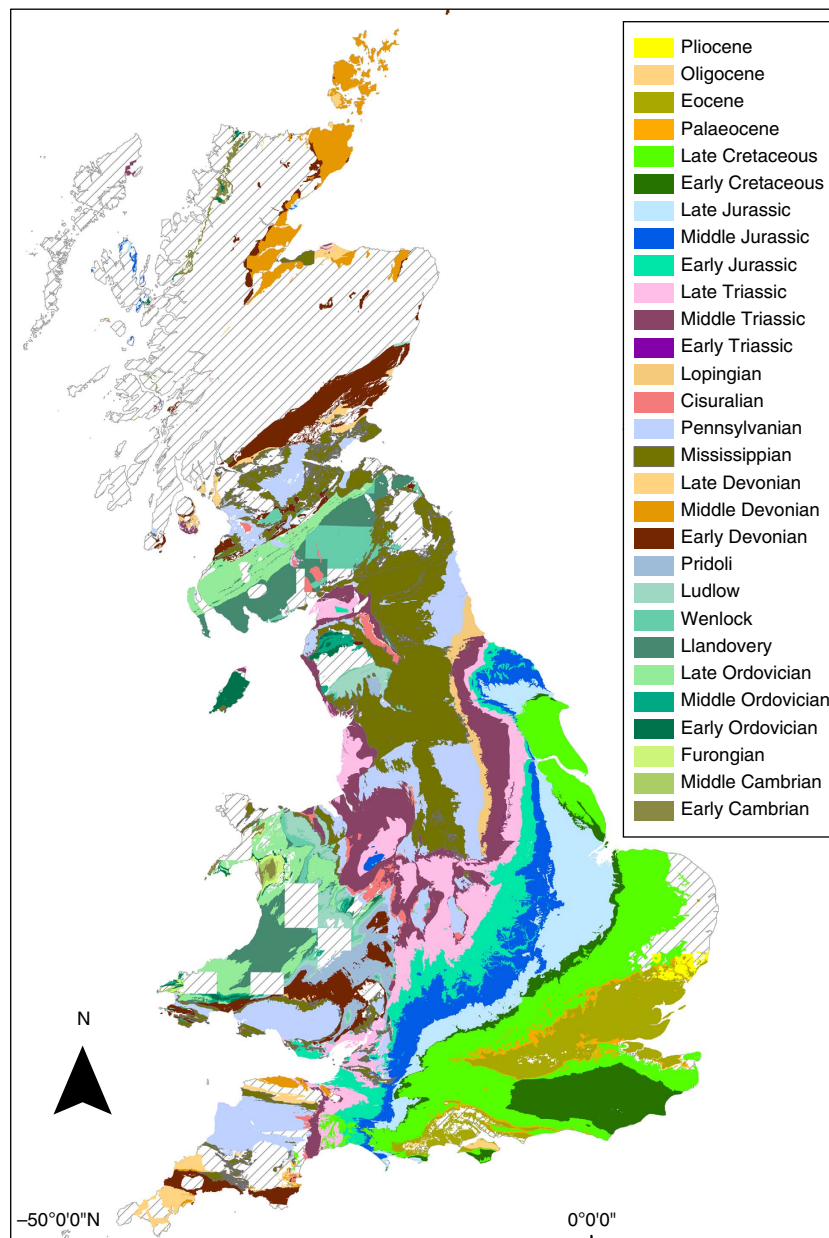 Pliocene
Oligocene
Eocene
Palaeocene
Late Cretaceous
Early Cretaceous
Late Jurassic
Middle Jurassic
Early Jurassic
Late Triassic
Middle Triassic
Early Triassic
Lopingian
Cisuralian
Pennsylvanian
Mississippian
Late Devonian
Middle Devonian
Early Devonian
Pridoli
Ludlow
Wenlock
Llandovery
Late Ordovician
Middle Ordovician
Early Ordovician
Furongian
Middle Cambrian
Early Cambrian
N
–50°0'0"N
0°0'0"